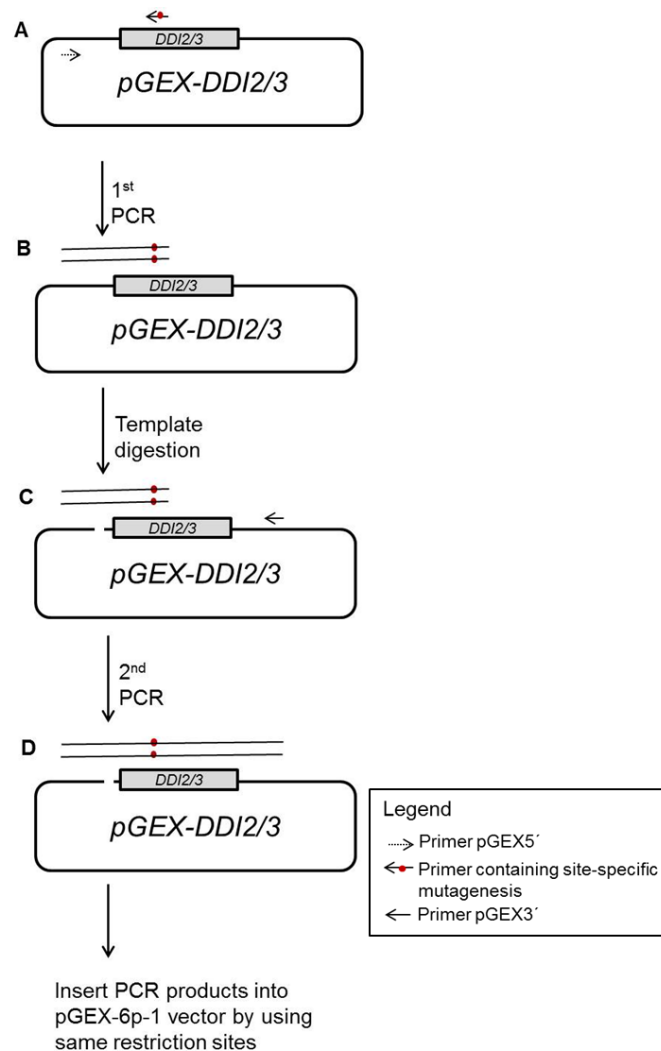 A
DDI2/3
pGEX-DDI2/3
1st
PCR
B
DDI2/3
pGEX-DDI2/3
Template
digestion
C
DDI2/3
pGEX-DDI2/3
2nd
PCR
D
DDI2/3
pGEX-DDI2/3
Legend
Primer pGEX5´
Primer containing site-specific
mutagenesis
Primer pGEX3´
Insert PCR products into
pGEX-6p-1 vector by using
same restriction sites